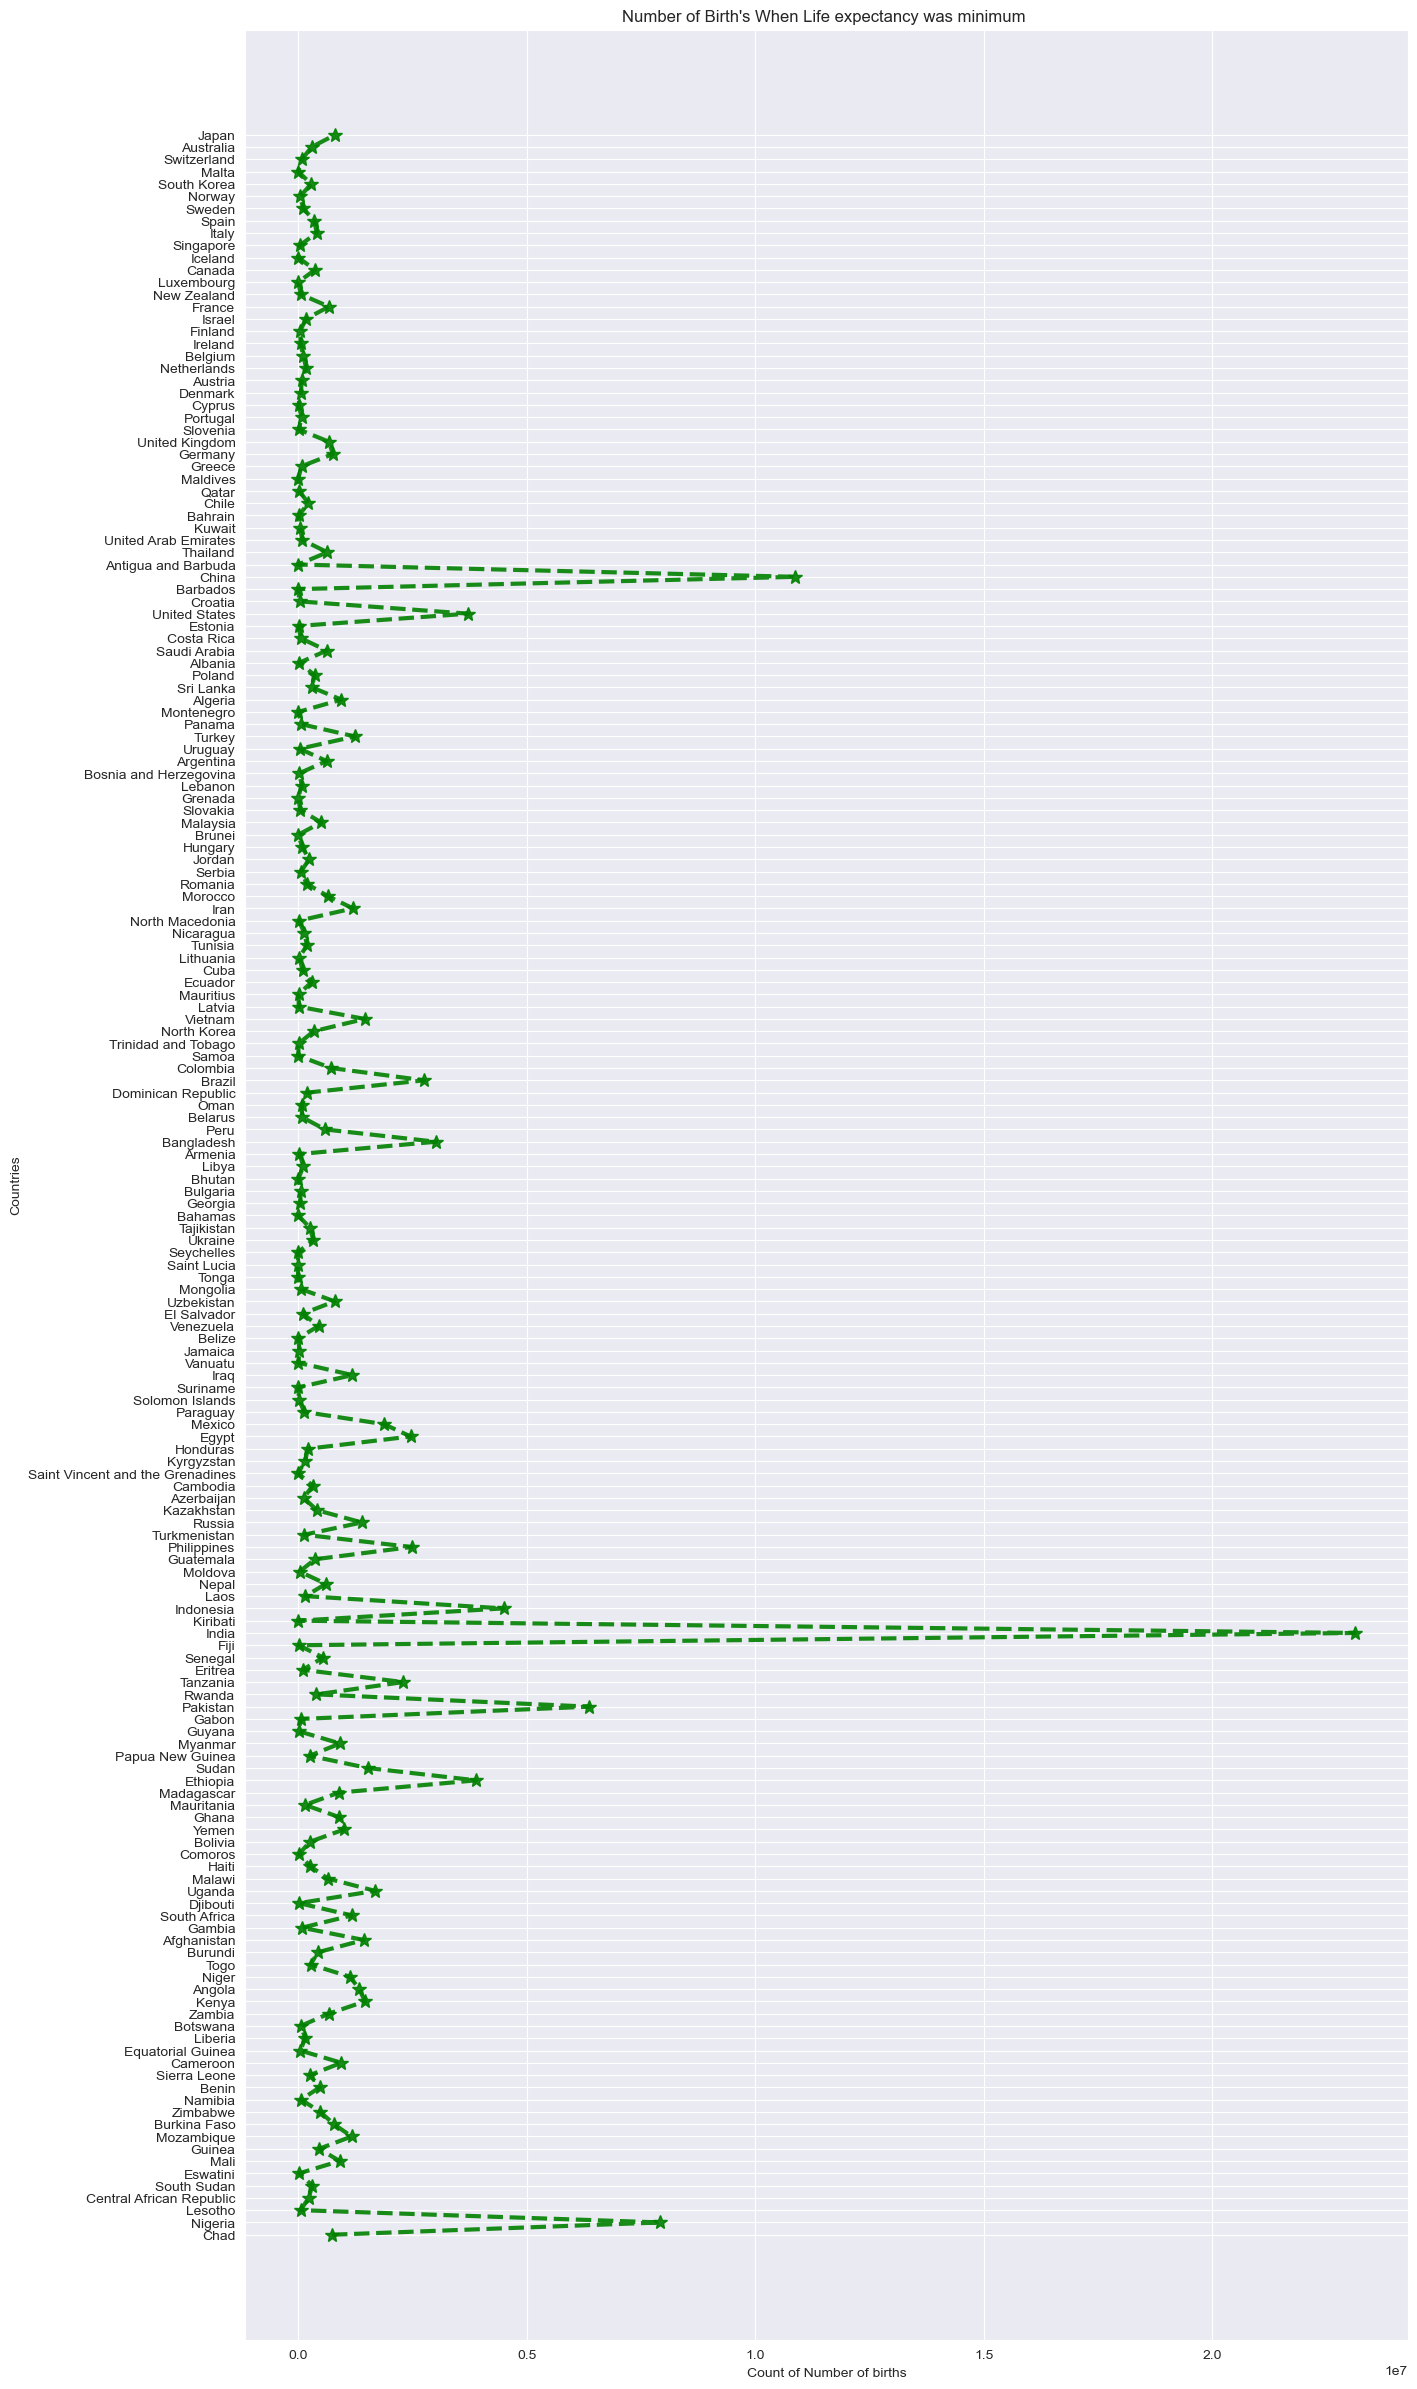 Number of Birth's When Life expectancy was minimum
Japan
Australia
Switzerland
Malta
South Korea
Norway
Sweden
Spain
Italy
Singapore
Iceland
Canada
Luxembourg
New Zealand
France
Israel
Finland
Ireland
Belgium
Netherlands
Austria
Denmark
Cyprus
Portugal
Slovenia
United Kingdom
Germany
Greece
Maldives
Qatar
Chile
Bahrain
Kuwait
United Arab Emirates
Thailand
Antigua and Barbuda
China
Barbados
Croatia
United States
Estonia
Costa Rica
Saudi Arabia
Albania
Poland
Sri Lanka
Algeria
Montenegro
Panama
Turkey
Uruguay
Argentina
Bosnia and Herzegovina
Lebanon
Grenada
Slovakia
Malaysia
Brunei
Hungary
Jordan
Serbia
Romania
Morocco
Iran
North Macedonia
Nicaragua
Tunisia
Lithuania
Cuba
Ecuador
Mauritius
Latvia
Vietnam
North Korea
Trinidad and Tobago
Samoa
Colombia
Brazil
Dominican Republic
Oman
Belarus
Peru
Bangladesh
Armenia
Libya
Bhutan
Bulgaria
Georgia
Bahamas
Tajikistan
Ukraine
Seychelles
Saint Lucia
Tonga
Mongolia
Uzbekistan
El Salvador
Venezuela
Belize
Jamaica
Vanuatu
Iraq
Suriname
Solomon Islands
Paraguay
Mexico
Egypt
Honduras
Kyrgyzstan
Saint Vincent and the Grenadines
Cambodia
Azerbaijan
Kazakhstan
Russia
Turkmenistan
Philippines
Guatemala
Moldova
Nepal
Laos
Indonesia
Kiribati
India
Fiji
Senegal
Eritrea
Tanzania
Rwanda
Pakistan
Gabon
Guyana
Myanmar
Papua New Guinea
Sudan
Ethiopia
Madagascar
Mauritania
Ghana
Yemen
Bolivia
Comoros
Haiti
Malawi
Uganda
Djibouti
South Africa
Gambia
Afghanistan
Burundi
Togo
Niger
Angola
Kenya
Zambia
Botswana
Liberia
Equatorial Guinea
Cameroon
Sierra Leone
Benin
Namibia
Zimbabwe
Burkina Faso
Mozambique
Guinea
Mali
Eswatini
South Sudan
Central African Republic
Lesotho
Nigeria
Chad
Countries
0.0 0.5 1.0 1.5 2.0
1e7
Count of Number of births